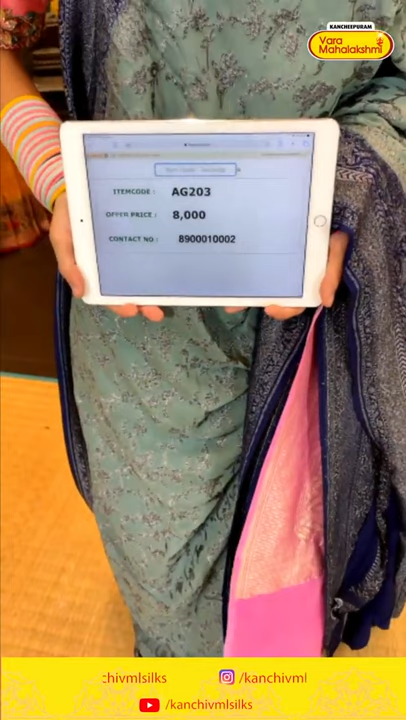 KANCHEEPURAM
Vara
Mahalakshmi
ITEMCODE : AG203
OFFER PRICE : 8,000
CONTACT NO : 8900010002
chivmlsilks
/kanchivml
/kanchivmlsilks